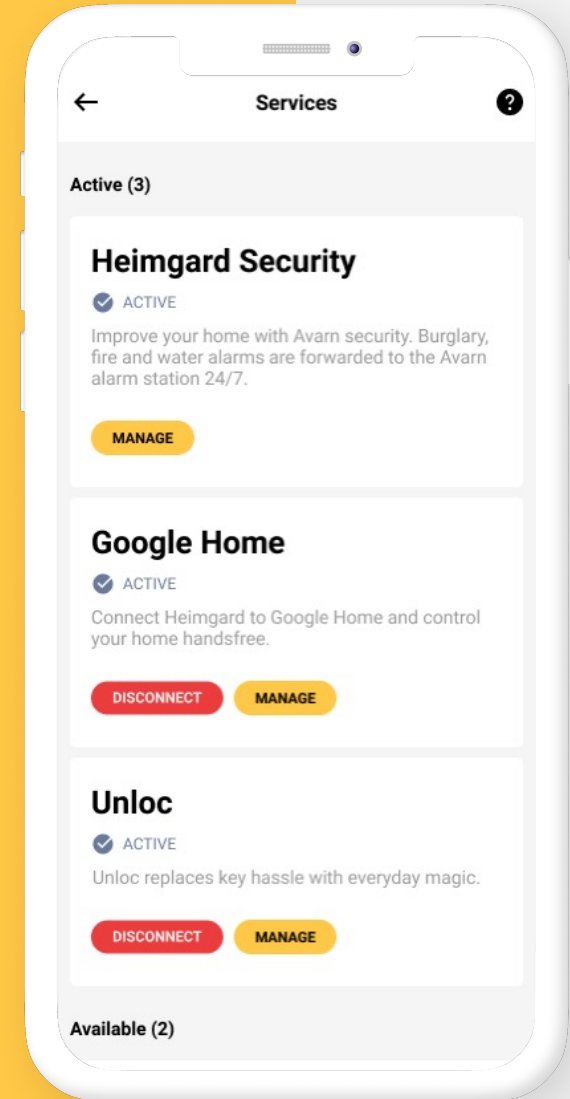 Services
?
Active (3)
Heimgard Security
ACTIVE
Improve your home with Avarn security. Burglary,
fire and water alarms are forwarded to the Avarn
alarm station 24/7.
MANAGE
Google Home
ACTIVE
Connect Heimgard to Google Home and control
your home handsfree.
DISCONNECT MANAGE
Unloc
ACTIVE
Unloc replaces key hassle with everyday magic.
DISCONNECT MANAGE
Available (2)